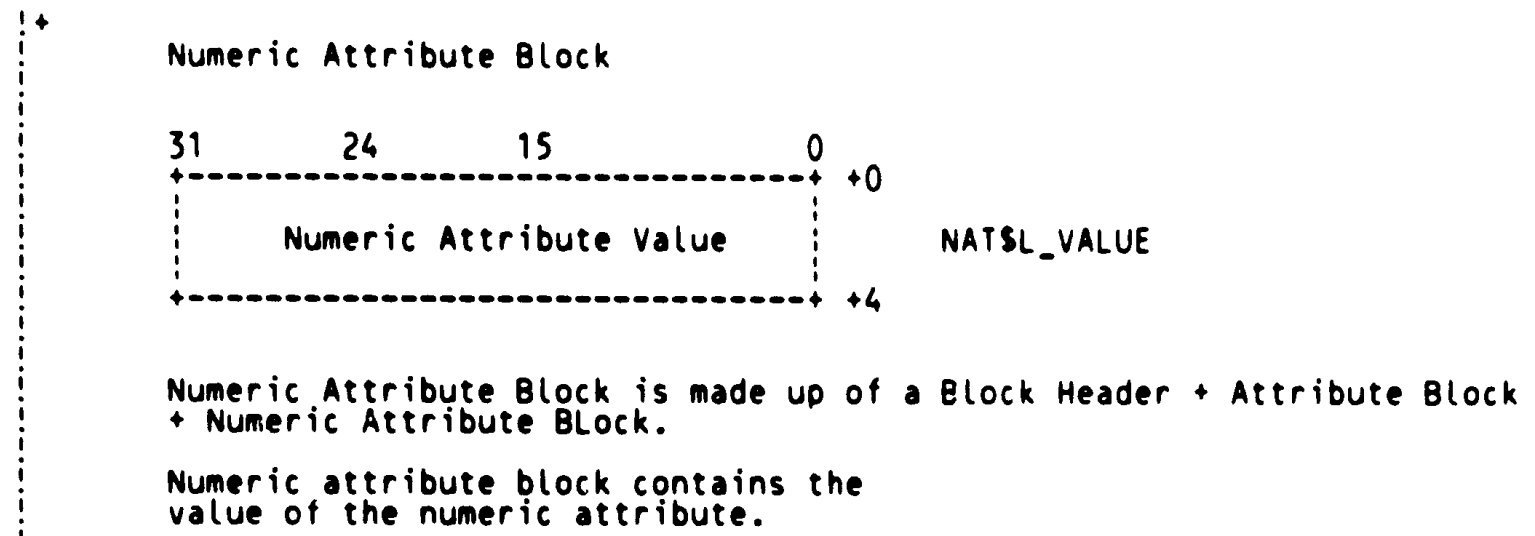 !+
Numeric Attribute Block
31 24 15 0
+--------------------------------+ +0
! Numeric Attribute Value ! NAT$L_VALUE
+--------------------------------+ +4
Numeric Attribute Block is made up of a Block Header + Attribute Block
+ Numeric Attribute BLock.
Numeric attribute block contains the
value of the numeric attribute.